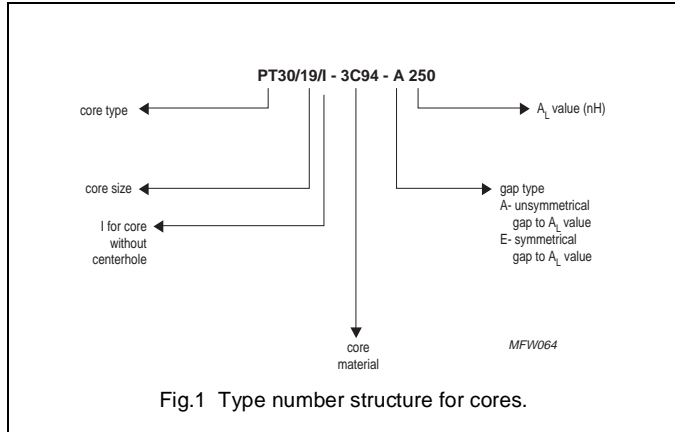 PT30/19/I - 3C94 - A 250
core type
A_L value (nH)
core size
I for core
without
centerhole
gap type
A- unsymmetrical
gap to A_L value
E- symmetrical
gap to A_L value
core
material
MFW064
Fig.1 Type number structure for cores.